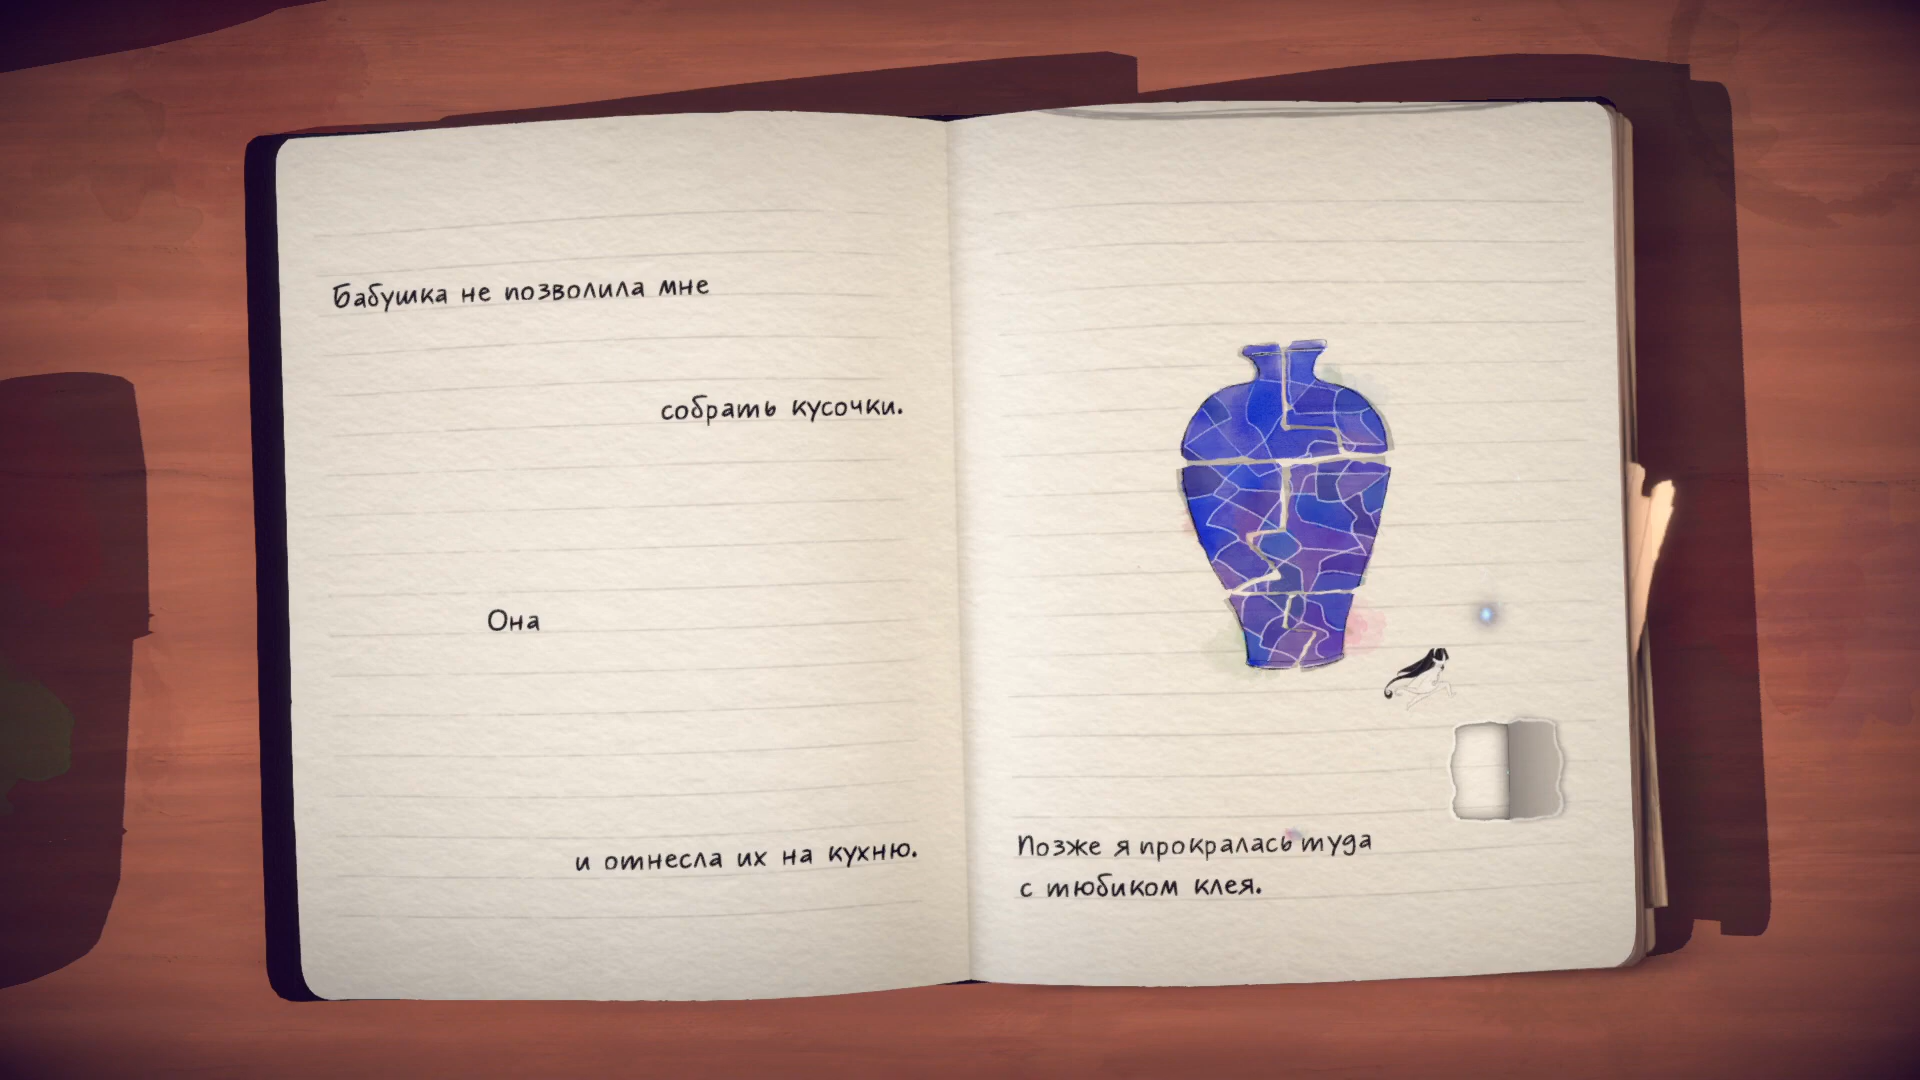 Бабушка не позволила мне
собрать кусочки.
Она
и отнесла их на кухню.
Позже я прокралась туда
с тюбиком клея.